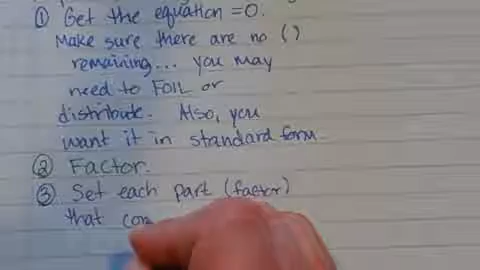 ① Get the equation =0.
Make sure there are no ()
remaining... you may
need to FOIL or
distribute. Also, you
want it in standard form.
② Factor.
③ Set each part (factor)
that